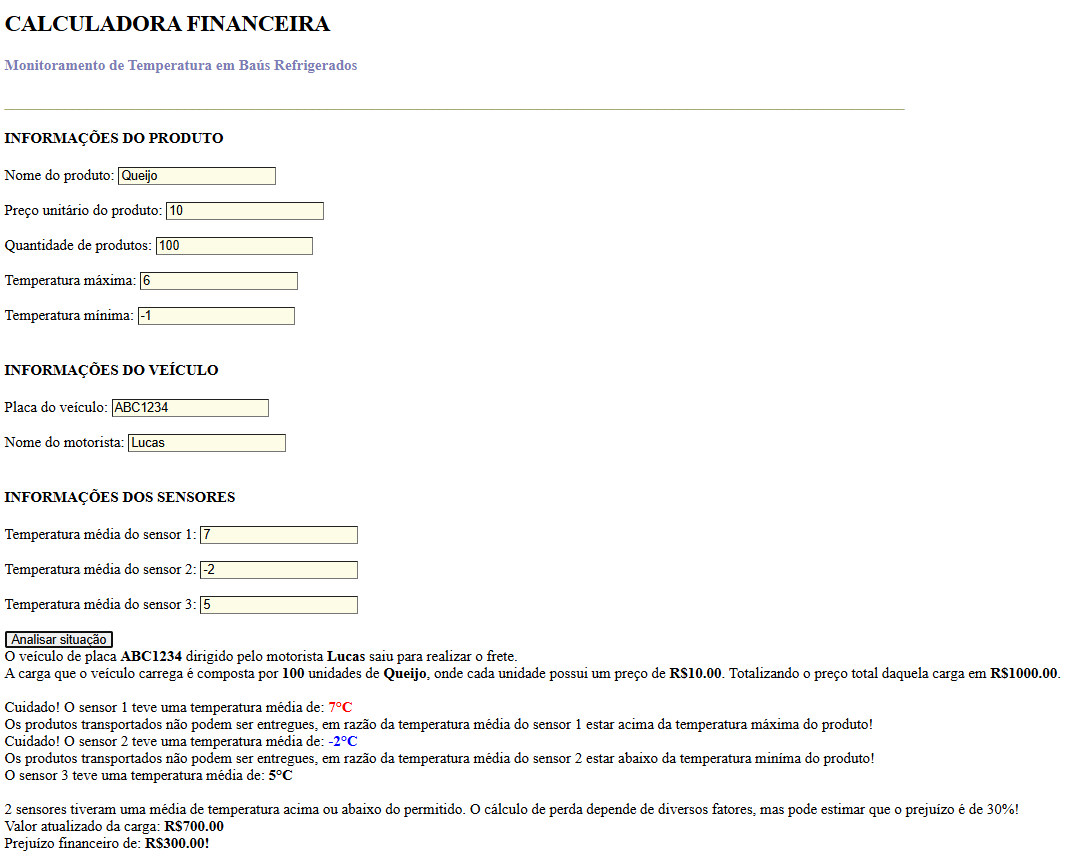 CALCULADORA FINANCEIRA
Monitoramento de Temperatura em Baús Refrigerados
INFORMAÇÕES DO PRODUTO
Nome do produto: Queijo
Preço unitário do produto: 10
Quantidade de produtos: 100
Temperatura máxima: 6
Temperatura mínima: -1
INFORMAÇÕES DO VEÍCULO
Placa do veículo: ABC1234
Nome do motorista: Lucas
INFORMAÇÕES DOS SENSORES
Temperatura média do sensor 1: 7
Temperatura média do sensor 2: -2
Temperatura média do sensor 3: 5
Analisar situação
O veículo de placa ABC1234 dirigido pelo motorista Lucas saiu para realizar o frete.
A carga que o veículo carrega é composta por 100 unidades de Queijo, onde cada unidade possui um preço de R$10.00. Totalizando o preço total daquela carga em R$1000.00.
Cuidado! O sensor 1 teve uma temperatura média de: 7°C
Os produtos transportados não podem ser entregues, em razão da temperatura média do sensor 1 estar acima da temperatura máxima do produto!
Cuidado! O sensor 2 teve uma temperatura média de: -2°C
Os produtos transportados não podem ser entregues, em razão da temperatura média do sensor 2 estar abaixo da temperatura miníma do produto!
O sensor 3 teve uma temperatura média de: 5°C
2 sensores tiveram uma média de temperatura acima ou abaixo do permitido. O cálculo de perda depende de diversos fatores, mas pode estimar que o prejuízo é de 30%!
Valor atualizado da carga: R$700.00
Prejuízo financeiro de: R$300.00!